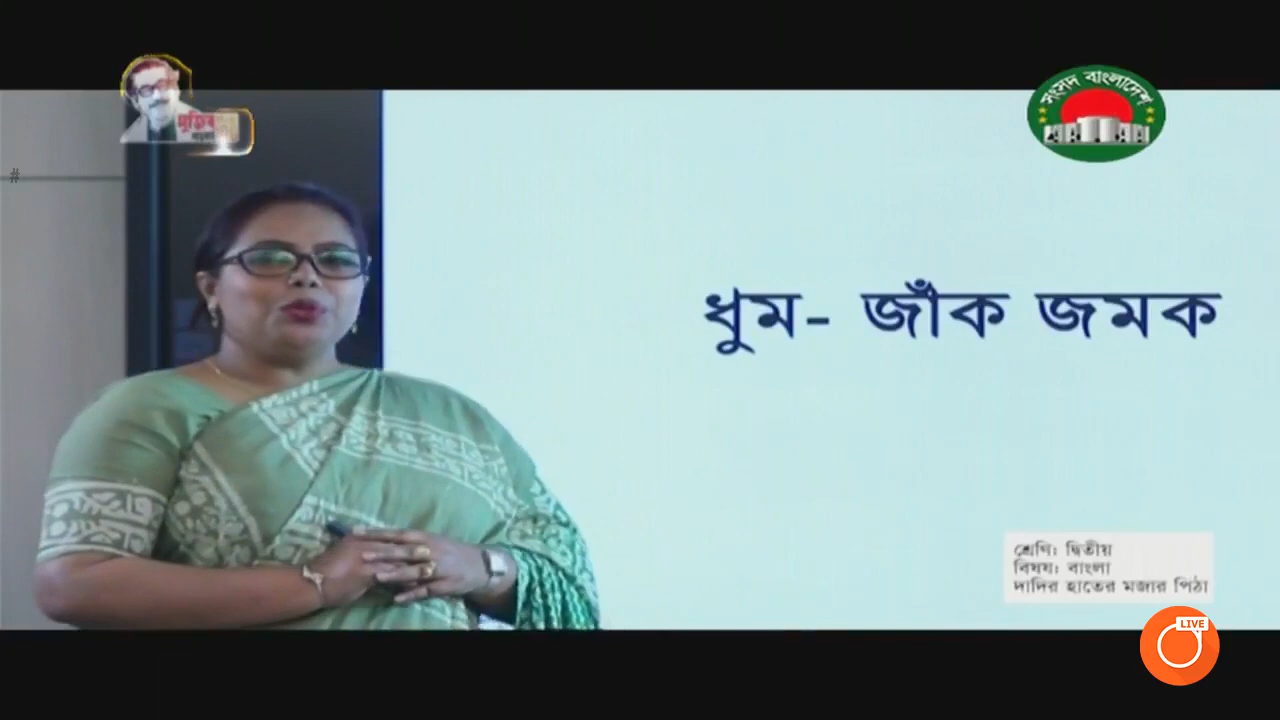 সংসদ বাংলাদেশ
মুজিব
#
ধুম- জাঁক জমক
শ্রেণি: দ্বিতীয়
বিষয: বাংলা
দাদির হাতের মজার পিঠা
LIVE